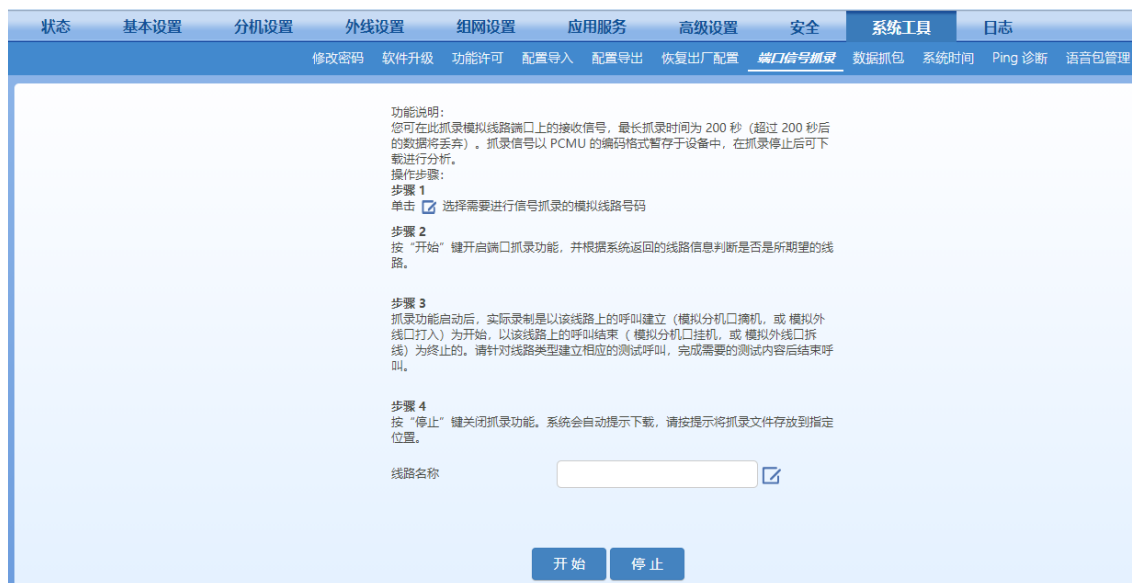 状态 基本设置 分机设置 外线设置 组网设置 应用服务 高级设置 安全 系统工具 日志
修改密码 软件升级 功能许可 配置导入 配置导出 恢复出厂配置 端口信号抓录 数据抓包 系统时间 Ping 诊断 语音包管理
功能说明：
您可在此抓录模拟线路端口上的接收信号，最长抓录时间为 200 秒（超过 200 秒后
的数据将丢弃）。抓录信号以 PCMU 的编码格式暂存于设备中，在抓录停止后可下
载进行分析。
操作步骤：
步骤 1
单击 选择需要进行信号抓录的模拟线路号码
步骤 2
按“开始”键开启端口抓录功能，并根据系统返回的线路信息判断是否是所期望的线
路。
步骤 3
抓录功能启动后，实际录制是以该线路上的呼叫建立（模拟分机口摘机，或 模拟外
线口打入）为开始，以该线路上的呼叫结束（ 模拟分机口挂机，或 模拟外线口拆
线）为终止的。请针对线路类型建立相应的测试呼叫，完成需要的测试内容后结束呼
叫。
步骤 4
按“停止”键关闭抓录功能。系统会自动提示下载，请按提示将抓录文件存放到指定
位置。
线路名称
开 始 停 止